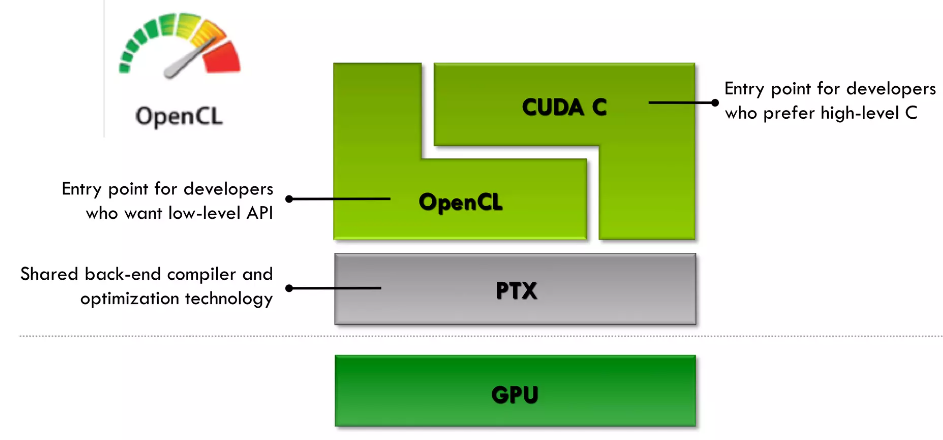 OpenCL
CUDA C
Entry point for developers
who prefer high-level C
Entry point for developers
who want low-level API
OpenCL
Shared back-end compiler and
optimization technology
PTX
GPU